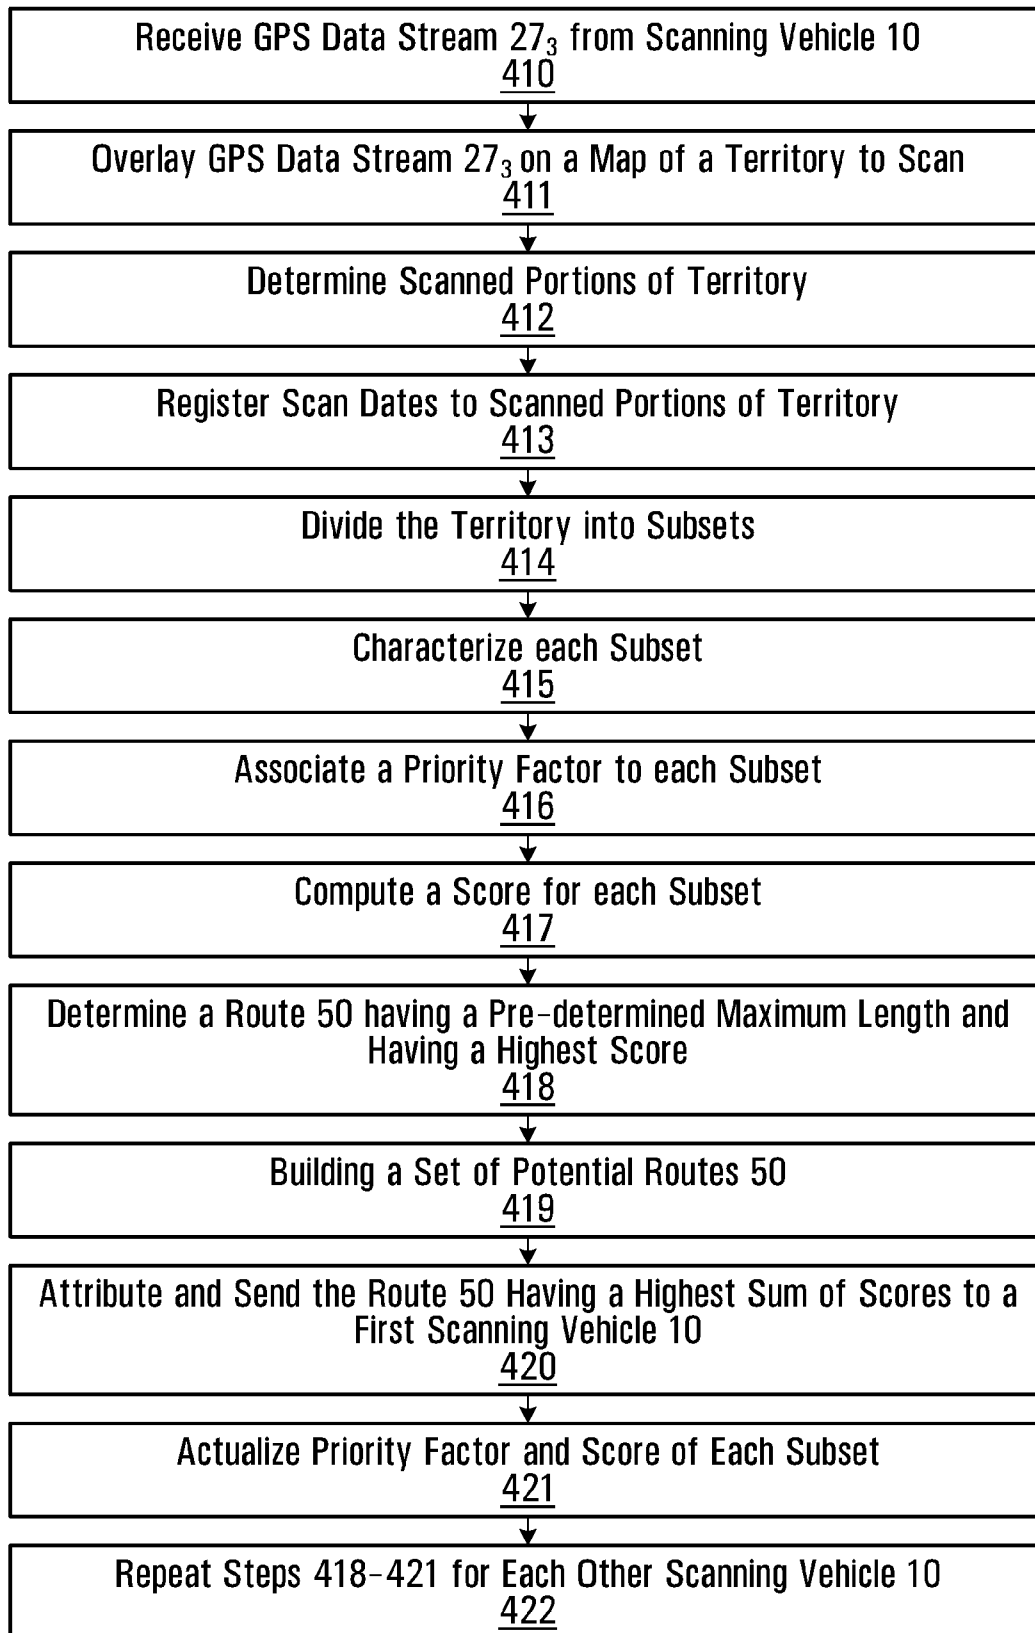 Receive GPS Data Stream 27₃ from Scanning Vehicle 10
410
Overlay GPS Data Stream 27₃ on a Map of a Territory to Scan
411
Determine Scanned Portions of Territory
412
Register Scan Dates to Scanned Portions of Territory
413
Divide the Territory into Subsets
414
Characterize each Subset
415
Associate a Priority Factor to each Subset
416
Compute a Score for each Subset
417
Determine a Route 50 having a Pre-determined Maximum Length and
Having a Highest Score
418
Building a Set of Potential Routes 50
419
Attribute and Send the Route 50 Having a Highest Sum of Scores to a
First Scanning Vehicle 10
420
Actualize Priority Factor and Score of Each Subset
421
Repeat Steps 418-421 for Each Other Scanning Vehicle 10
422